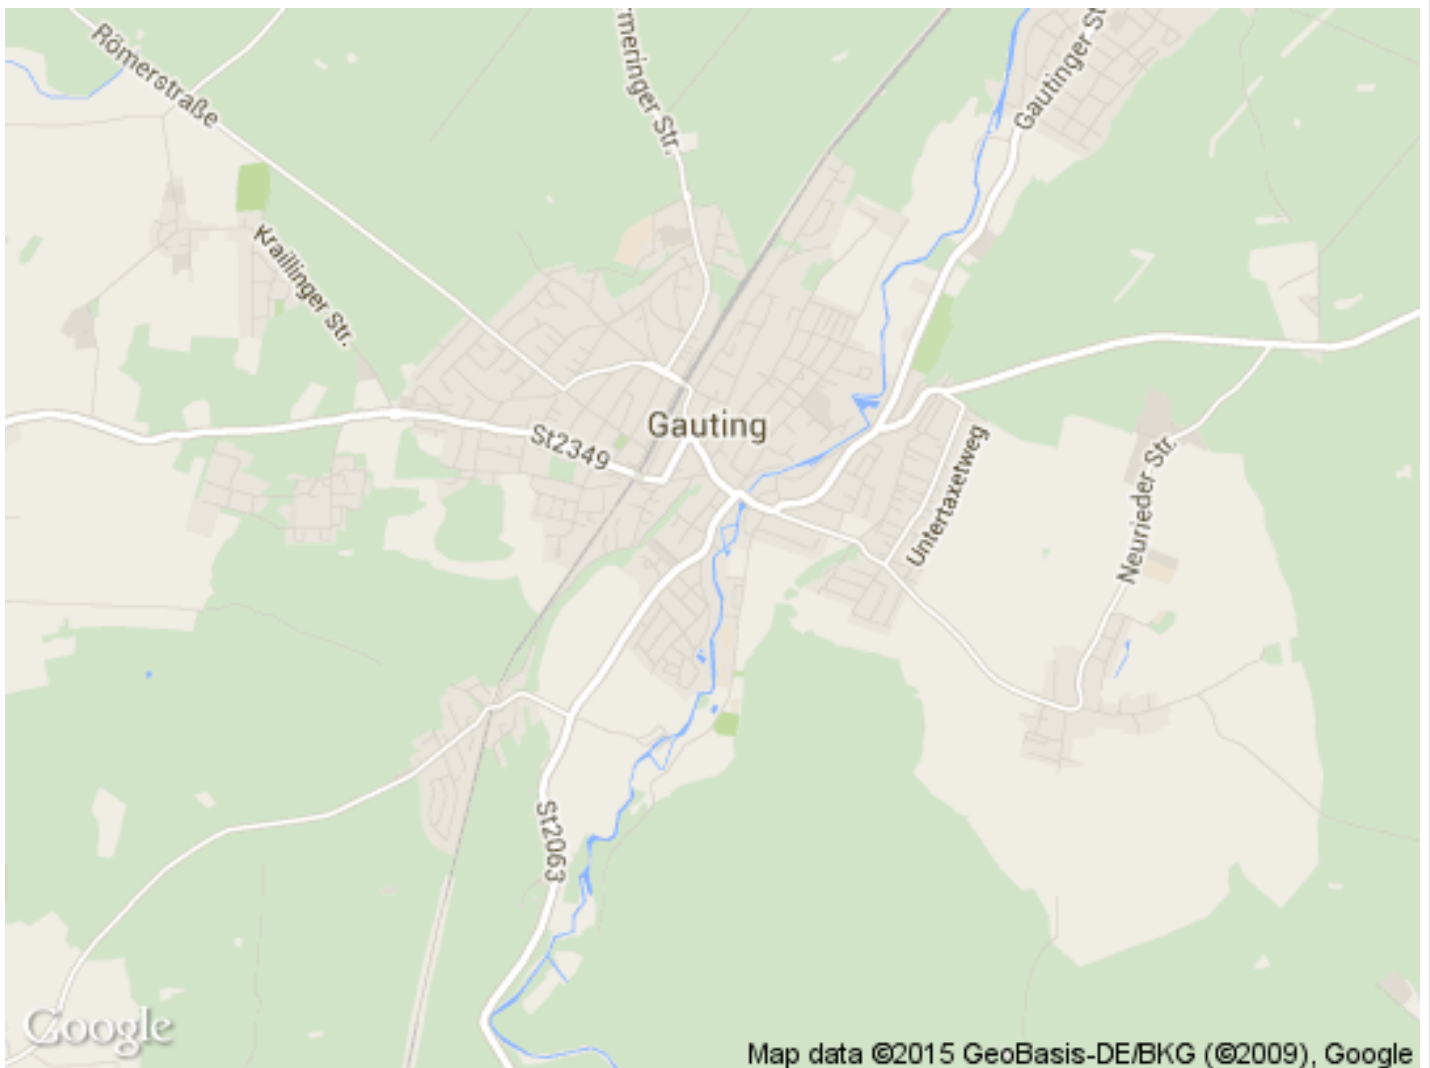 Römerstraße
rmeringer Str.
Gautinger St
Kraillinger Str.
Gauting
St2349
Untertaxetweg
Neurieder Str.
St2063
Google
Map data ©2015 GeoBasis-DE/BKG (©2009), Google